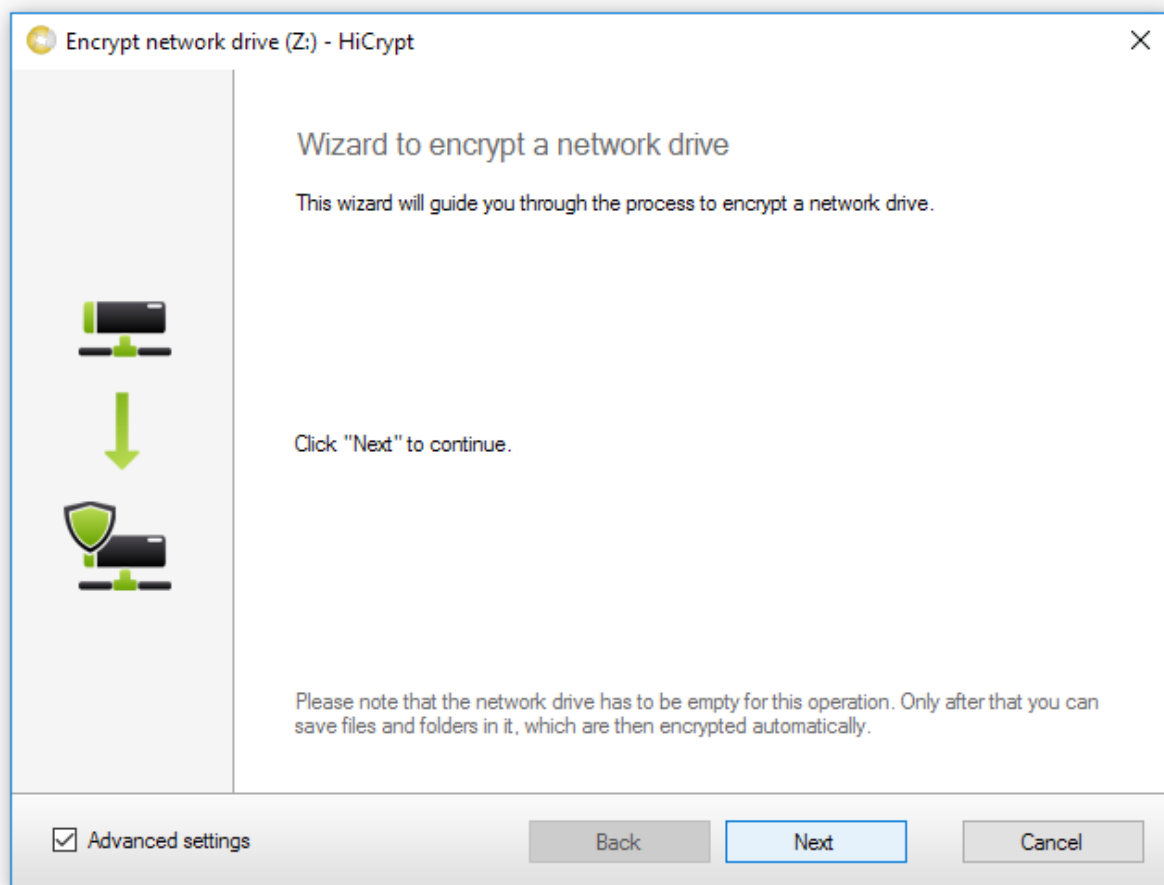 Encrypt network drive (Z:) - HiCrypt
Wizard to encrypt a network drive
This wizard will guide you through the process to encrypt a network drive.
Click "Next" to continue.
Please note that the network drive has to be empty for this operation. Only after that you can
save files and folders in it, which are then encrypted automatically.
Advanced settings
Back
Next
Cancel